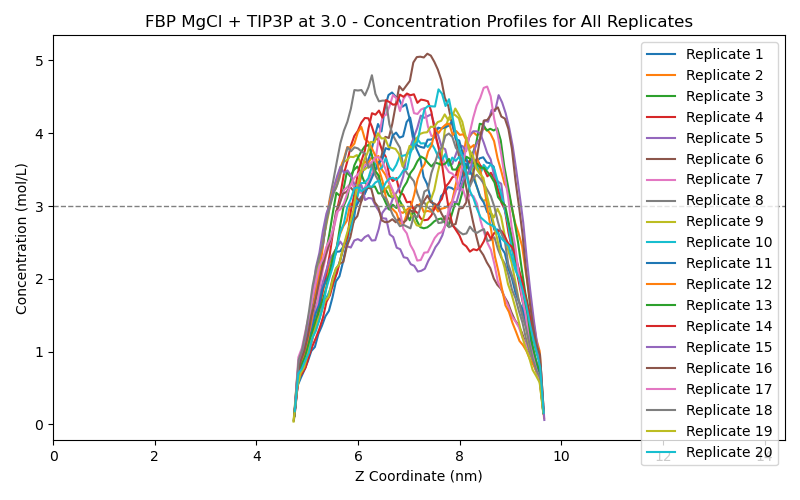 FBP MgCl + TIP3P at 3.0 - Concentration Profiles for All Replicates
Concentration (mol/L)
5
4
3
2
1
0
0 2 4 6 8 10 12 14
Z Coordinate (nm)
Replicate 1
Replicate 2
Replicate 3
Replicate 4
Replicate 5
Replicate 6
Replicate 7
Replicate 8
Replicate 9
Replicate 10
Replicate 11
Replicate 12
Replicate 13
Replicate 14
Replicate 15
Replicate 16
Replicate 17
Replicate 18
Replicate 19
Replicate 20